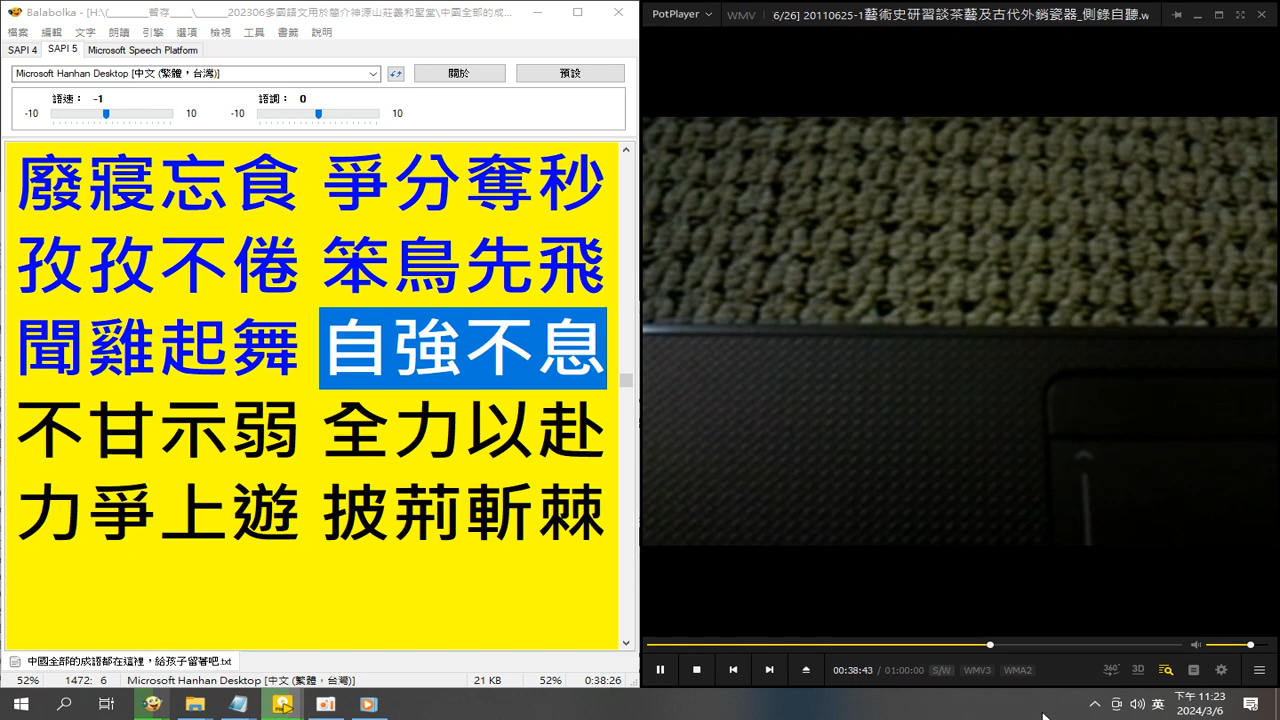 Balabolka - [H:\(______暫存____\______202306多國語文用於簡介神源山莊義和聖堂\中國全部的成...
檔案 編輯 文字 朗讀 引擎 選項 檢視 工具 書籤 說明
SAPI 4 SAPI 5 Microsoft Speech Platform
Microsoft Hanhan Desktop [中文 (繁體，台灣)]
關於 預設
語速： -1 語調： 0
-10 10 -10 10
廢寢忘食 爭分奪秒
孜孜不倦 笨鳥先飛
聞雞起舞 自強不息
不甘示弱 全力以赴
力爭上遊 披荊斬棘
中國全部的成語都在這裡，給孩子留著吧.txt
52% 1472: 6 Microsoft Hanhan Desktop [中文 (繁體，台灣)] 21 KB 52% 0:38:26
PotPlayer WMV 6/26] 20110625-1藝術史研習談茶藝及古代外銷瓷器_側錄自聽.w
00:38:43 / 01:00:00 S/W WMV3 WMA2
360° 3D
英
下午 11:23
2024/3/6